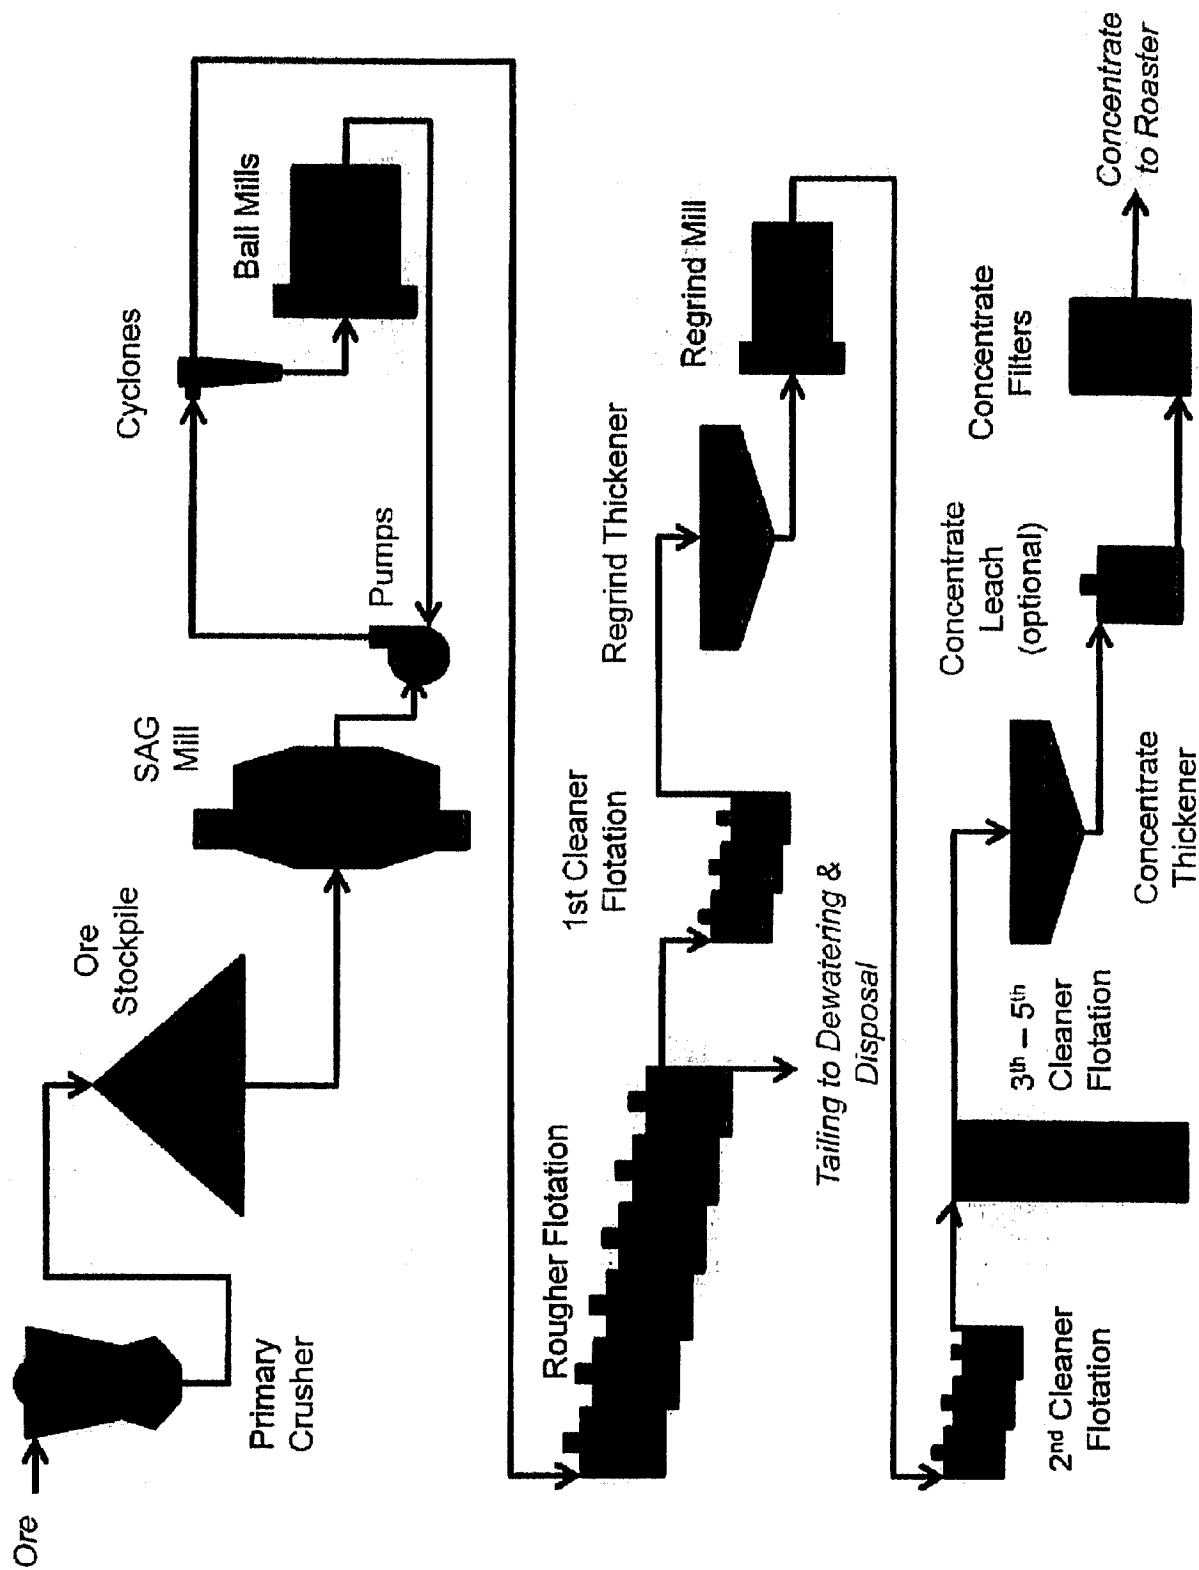 Ore
Primary
Crusher
Ore
Stockpile
SAG
Mill
Pumps
Cyclones
Ball Mills
Rougher Flotation
Tailing to Dewatering &
Disposal
1st Cleaner
Flotation
Regrind Thickener
Regrind Mill
2nd Cleaner
Flotation
3th – 5th
Cleaner
Flotation
Concentrate
Thickener
Concentrate
Leach
(optional)
Concentrate
Filters
Concentrate
to Roaster